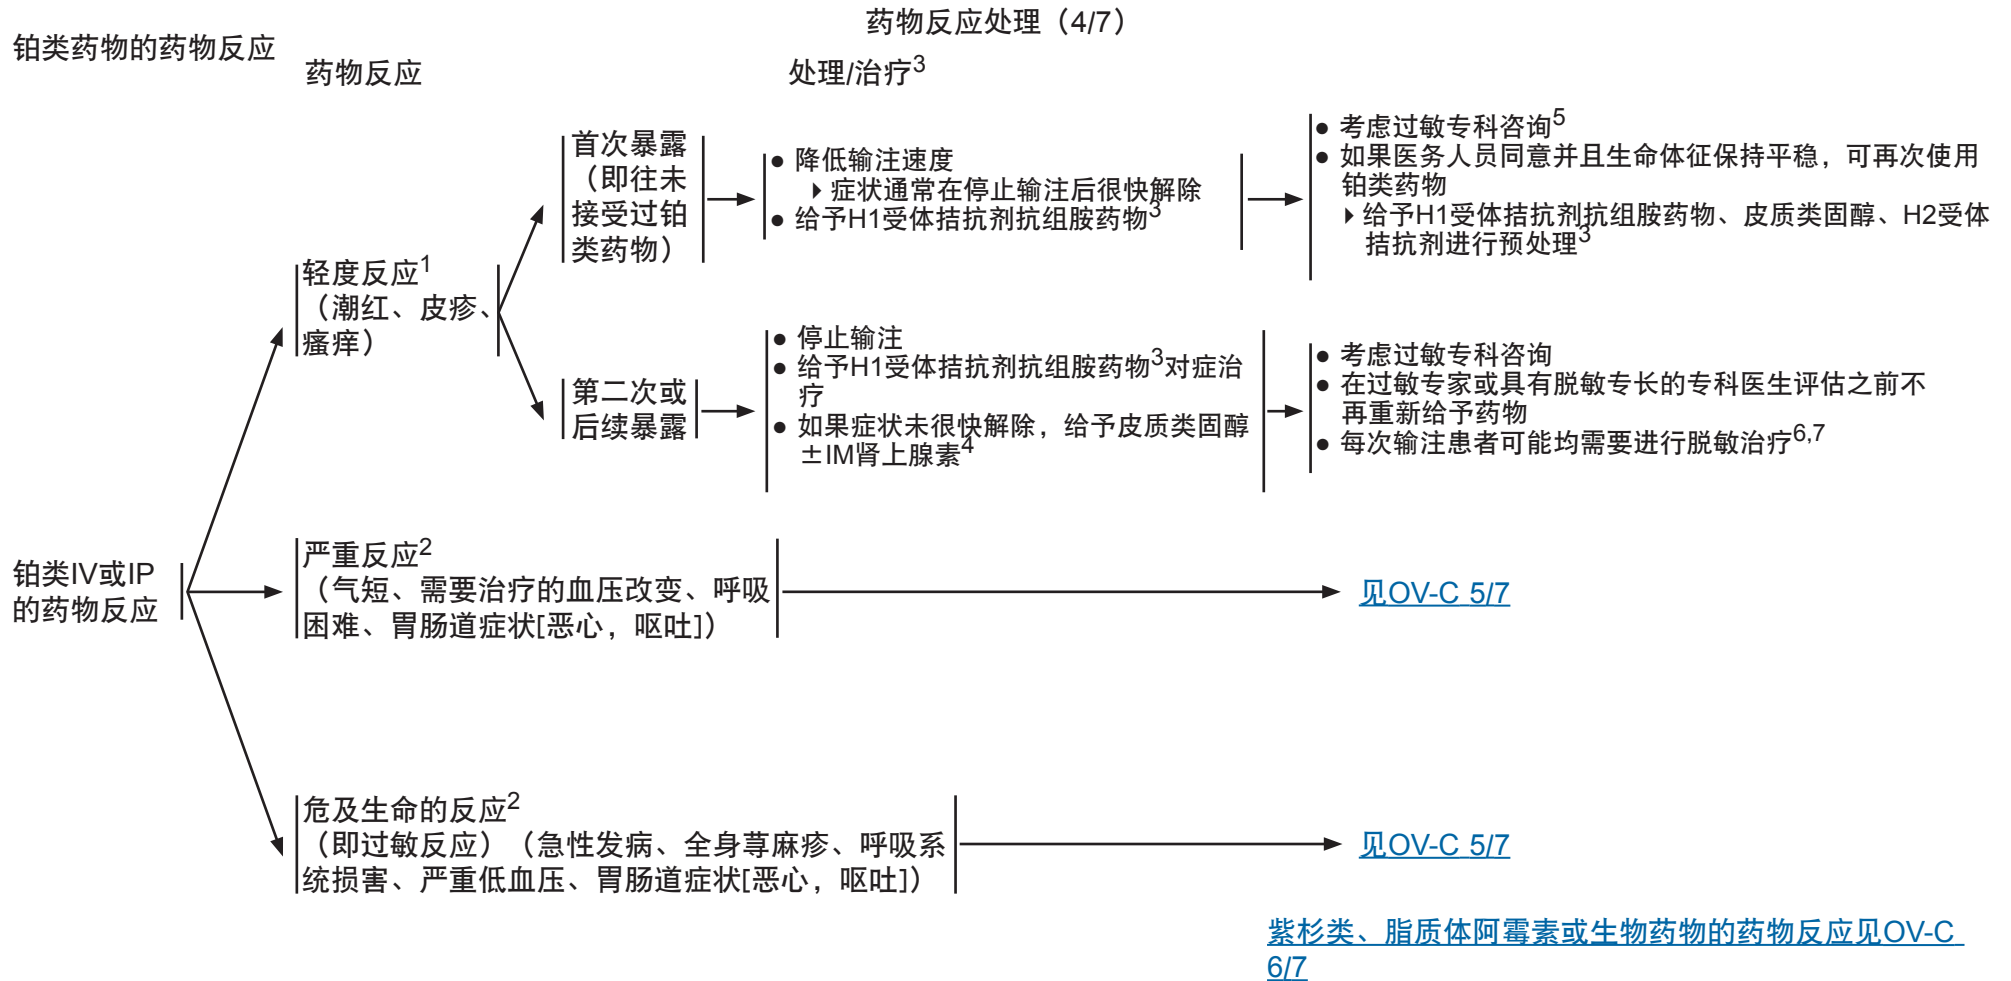 药物反应处理（4/7）
铂类药物的药物反应
药物反应
处理/治疗3
首次暴露
（即往未
接受过铂
类药物）
● 降低输注速度
▶ 症状通常在停止输注后很快解除
● 给予H1受体拮抗剂抗组胺药物3
● 考虑过敏专科咨询5
● 如果医务人员同意并且生命体征保持平稳，可再次使用
铂类药物
▶ 给予H1受体拮抗剂抗组胺药物、皮质类固醇、H2受体
拮抗剂进行预处理3
轻度反应1
（潮红、皮疹、
瘙痒）
第二次或
后续暴露
● 停止输注
● 给予H1受体拮抗剂抗组胺药物3对症治
疗
● 如果症状未很快解除，给予皮质类固醇
±IM肾上腺素4
● 考虑过敏专科咨询
● 在过敏专家或具有脱敏专长的专科医生评估之前不
再重新给予药物
● 每次输注患者可能均需要进行脱敏治疗6,7
铂类IV或IP
的药物反应
严重反应2
（气短、需要治疗的血压改变、呼吸
困难、胃肠道症状[恶心，呕吐]）
见OV-C 5/7
危及生命的反应2
（即过敏反应）（急性发病、全身荨麻疹、呼吸系
统损害、严重低血压、胃肠道症状[恶心，呕吐]）
见OV-C 5/7
紫杉类、脂质体阿霉素或生物药物的药物反应见OV-C
6/7